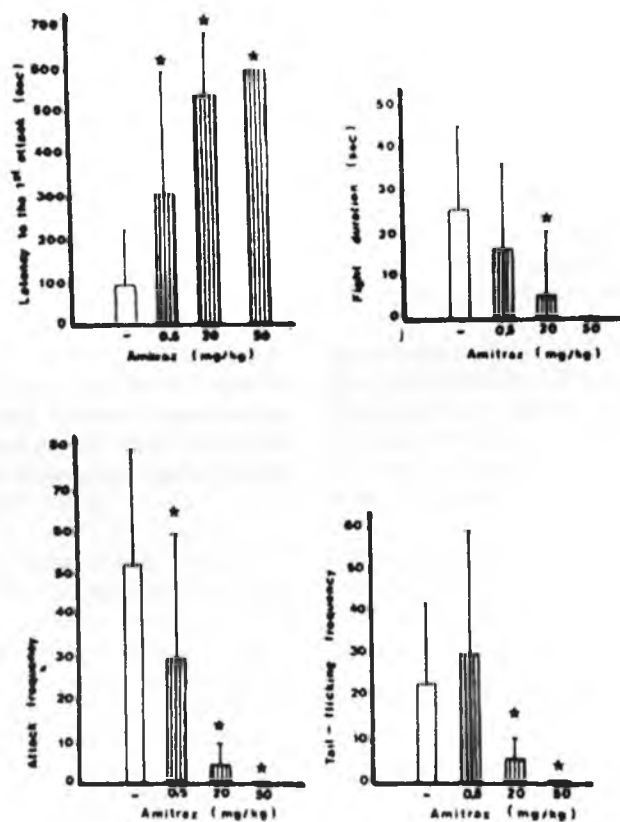 700
600
500
400
300
200
100
0
Latency to the 1st attack (sec)
* * *
- 0,5 20 50
Amitraz (mg/kg)
50
40
30
20
10
0
Fight duration (sec)
*
- 0,5 20 50
Amitraz (mg/kg)
80
70
60
50
40
30
20
10
0
Attack frequency
* * *
- 0,5 20 50
Amitraz (mg/kg)
60
50
40
30
20
10
0
Tail-flicking frequency
* *
- 0,5 20 50
Amitraz (mg/kg)